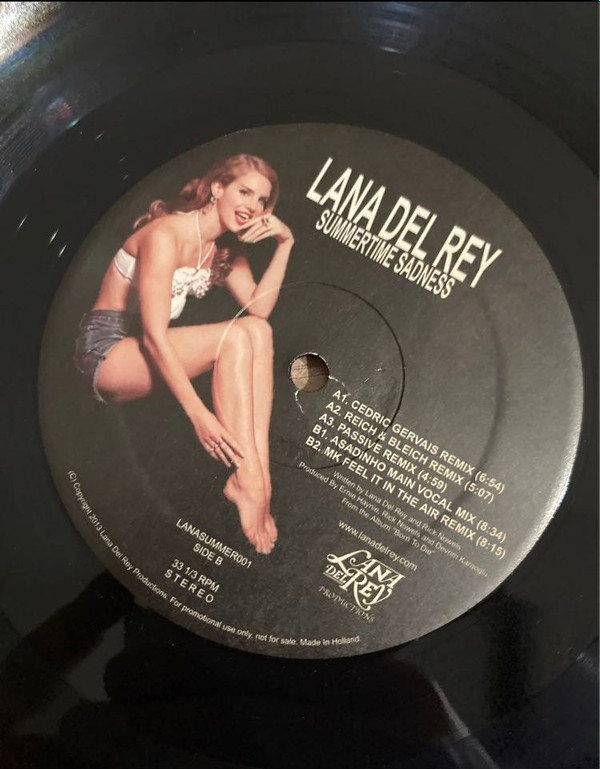 LANA DEL REY
SUMMERTIME SADNESS
A1. CEDRIC GERVAIS REMIX (6:54)
A2. REICH & BLEICH REMIX (5:07)
A3. PASSIVE REMIX (4:59)
B1. ASADINHO MAIN VOCAL MIX (8:34)
B2. MK FEEL IT IN THE AIR REMIX (8:15)
Written by Lana Del Rey and Rick Nowels
Produced By Emie Haynie, Rick Nowels and Devrim Karaoglu
From the Album "Born To Die"
www.lanadelrey.com
LANA
DEL REY
PRODUCTIONS
LANASUMMER001
SIDE B
33 1/3 RPM
STEREO
(C) Copyright 2013 Lana Del Rey Productions. For promotional use only, not for sale. Made In Holland.